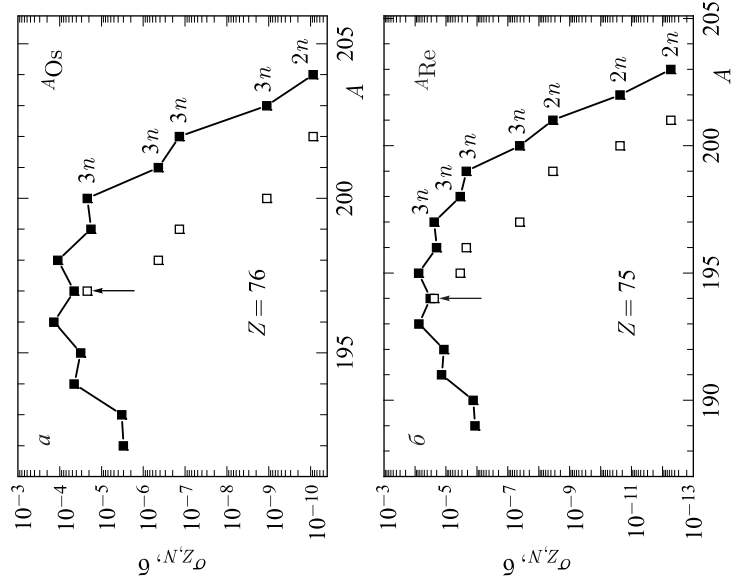 σ_{Z,N}, б
10⁻³
10⁻⁴
10⁻⁵
10⁻⁶
10⁻⁷
10⁻⁸
10⁻⁹
10⁻¹⁰
а
ᴬOs
Z = 76
3n
3n
3n
3n
2n
195
200
205
A
σ_{Z,N}, б
10⁻³
10⁻⁵
10⁻⁷
10⁻⁹
10⁻¹¹
10⁻¹³
б
ᴬRe
Z = 75
3n
3n
3n
3n
2n
2n
2n
190
195
200
205
A